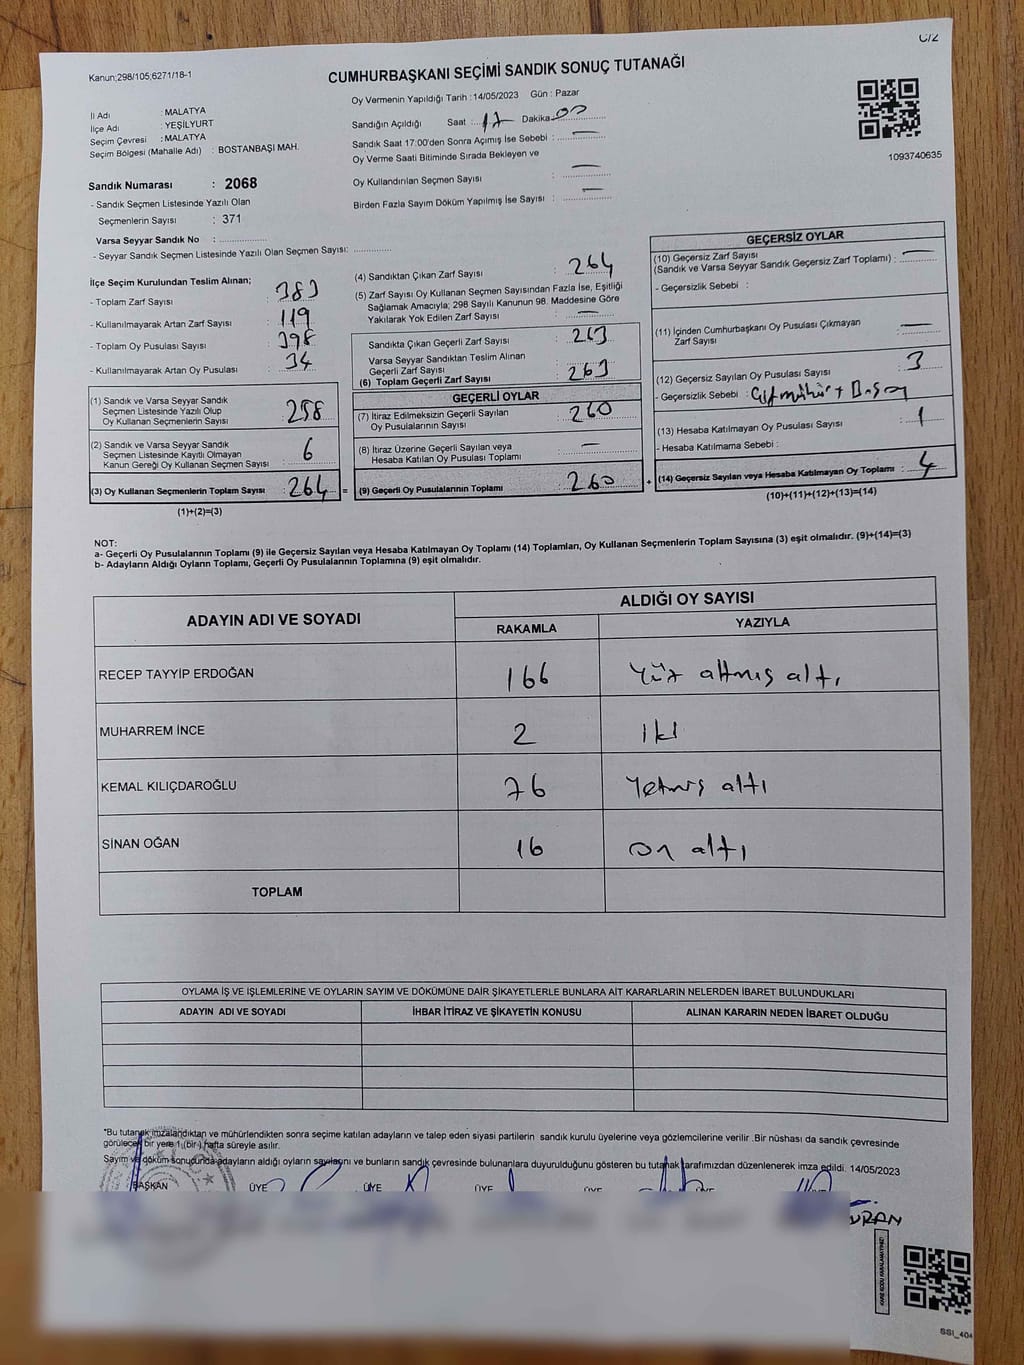 C/2
Kanun;298/105;6271/18-1
CUMHURBAŞKANI SEÇİMİ SANDIK SONUÇ TUTANAĞI
İl Adı : MALATYA
İlçe Adı : YEŞİLYURT
Seçim Çevresi : MALATYA
Seçim Bölgesi (Mahalle Adı) : BOSTANBAŞI MAH.
Oy Vermenin Yapıldığı Tarih :14/05/2023 Gün : Pazar
Sandığın Açıldığı Saat : 17 Dakika 00
Sandık Saat 17:00'den Sonra Açımış İse Sebebi : —
Oy Verme Saati Bitiminde Sırada Bekleyen ve
Oy Kullandırılan Seçmen Sayısı : —
Birden Fazla Sayım Döküm Yapılmış İse Sayısı : —
1093740635
Sandık Numarası : 2068
- Sandık Seçmen Listesinde Yazılı Olan
Seçmenlerin Sayısı : 371
Varsa Seyyar Sandık No :
- Seyyar Sandık Seçmen Listesinde Yazılı Olan Seçmen Sayısı:
İlçe Seçim Kurulundan Teslim Alınan;
- Toplam Zarf Sayısı : 383
- Kullanılmayarak Artan Zarf Sayısı : 119
- Toplam Oy Pusulası Sayısı : 398
- Kullanılmayarak Artan Oy Pusulası : 34
(1) Sandık ve Varsa Seyyar Sandık
Seçmen Listesinde Yazılı Olup
Oy Kullanan Seçmenlerin Sayısı : 258
(2) Sandık ve Varsa Seyyar Sandık
Seçmen Listesinde Kayıtlı Olmayan
Kanun Gereği Oy Kullanan Seçmen Sayısı : 6
(3) Oy Kullanan Seçmenlerin Toplam Sayısı : 264 =
(1)+(2)=(3)
(4) Sandıktan Çıkan Zarf Sayısı : 264
(5) Zarf Sayısı Oy Kullanan Seçmen Sayısından Fazla İse, Eşitliği
Sağlamak Amacıyla; 298 Sayılı Kanunun 98. Maddesine Göre
Yakılarak Yok Edilen Zarf Sayısı : —
Sandıkta Çıkan Geçerli Zarf Sayısı : 263
Varsa Seyyar Sandıktan Teslim Alınan
Geçerli Zarf Sayısı
(6) Toplam Geçerli Zarf Sayısı : 263
GEÇERLİ OYLAR
(7) İtiraz Edilmeksizin Geçerli Sayılan
Oy Pusulalarının Sayısı : 260
(8) İtiraz Üzerine Geçerli Sayılan veya
Hesaba Katılan Oy Pusulası Toplamı : —
(9) Geçerli Oy Pusulalarının Toplamı : 260 +
GEÇERSİZ OYLAR
(10) Geçersiz Zarf Sayısı
(Sandık ve Varsa Seyyar Sandık Geçersiz Zarf Toplamı) : —
- Geçersizlik Sebebi :
(11) İçinden Cumhurbaşkanı Oy Pusulası Çıkmayan
Zarf Sayısı : —
(12) Geçersiz Sayılan Oy Pusulası Sayısı : 3
- Geçersizlik Sebebi : Çift mühür +
(13) Hesaba Katılmayan Oy Pusulası Sayısı : 1
- Hesaba Katılmama Sebebi :
(14) Geçersiz Sayılan veya Hesaba Katılmayan Oy Toplamı : 4
(10)+(11)+(12)+(13)=(14)
NOT:
a- Geçerli Oy Pusulalarının Toplamı (9) ile Geçersiz Sayılan veya Hesaba Katılmayan Oy Toplamı (14) Toplamları, Oy Kullanan Seçmenlerin Toplam Sayısına (3) eşit olmalıdır. (9)+(14)=(3)
b- Adayların Aldığı Oyların Toplamı, Geçerli Oy Pusulalarının Toplamına (9) eşit olmalıdır.
ADAYIN ADI VE SOYADI ALDIĞI OY SAYISI
RAKAMLA YAZIYLA
RECEP TAYYİP ERDOĞAN 166 Yüz altmış altı
MUHARREM İNCE 2 iki
KEMAL KILIÇDAROĞLU 76 Yetmiş altı
SİNAN OĞAN 16 on altı
TOPLAM
OYLAMA İŞ VE İŞLEMLERİNE VE OYLARIN SAYIM VE DÖKÜMÜNE DAİR ŞİKAYETLERLE BUNLARA AİT KARARLARIN NELERDEN İBARET BULUNDUKLARI
ADAYIN ADI VE SOYADI İHBAR İTİRAZ VE ŞİKAYETİN KONUSU ALINAN KARARIN NEDEN İBARET OLDUĞU
*Bu tutanak imzalandıktan ve mühürlendikten sonra seçime katılan adayların ve talep eden siyasi partilerin sandık kurulu üyelerine veya gözlemcilerine verilir .Bir nüshası da sandık çevresinde
görülecek bir yere 1 (bir ) hafta süreyle asılır.
Sayım ve döküm sonucunda adayların aldığı oyların sayılarını ve bunların sandık çevresinde bulunanlara duyurulduğunu gösteren bu tutanak tarafımızdan düzenlenerek imza edildi. 14/05/2023
BAŞKAN ÜYE ÜYE ÜYE ÜYE ÜYE
URAN
KARE KODU KARALAMAYINIZ!
SSI_404